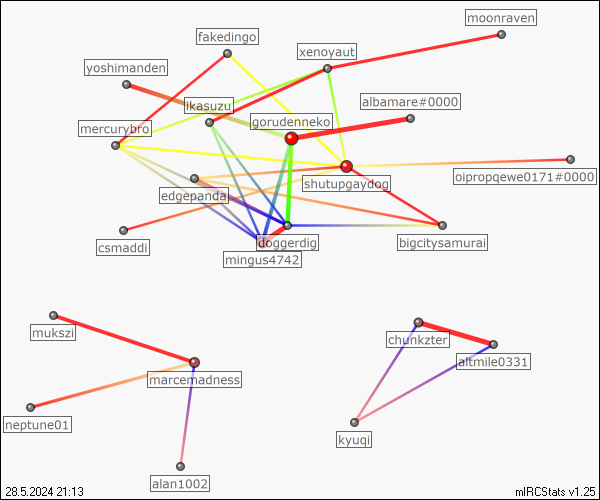 moonraven
fakedingo
xenoyaut
yoshimanden
ikasuzu
albamare#0000
gorudenneko
mercurybro
oipropqewe0171#0000
shutupgaydog
edgepanda
csmaddi
doggerdig
bigcitysamurai
mingus4742
mukszi
chunkzter
altmile0331
marcemadness
neptune01
kyuqi
alan1002
28.5.2024 21:13
mIRCStats v1.25